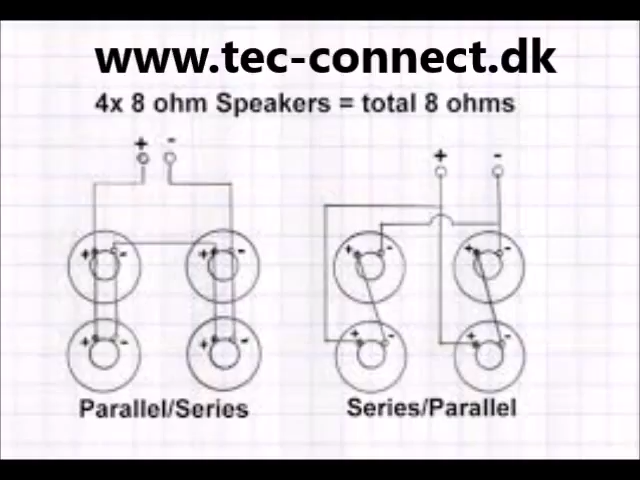 www.tec-connect.dk
4x 8 ohm Speakers = total 8 ohms
+ -
+ -
+ - + -
+ - + -
+ - + -
+ - + -
Parallel/Series
Series/Parallel